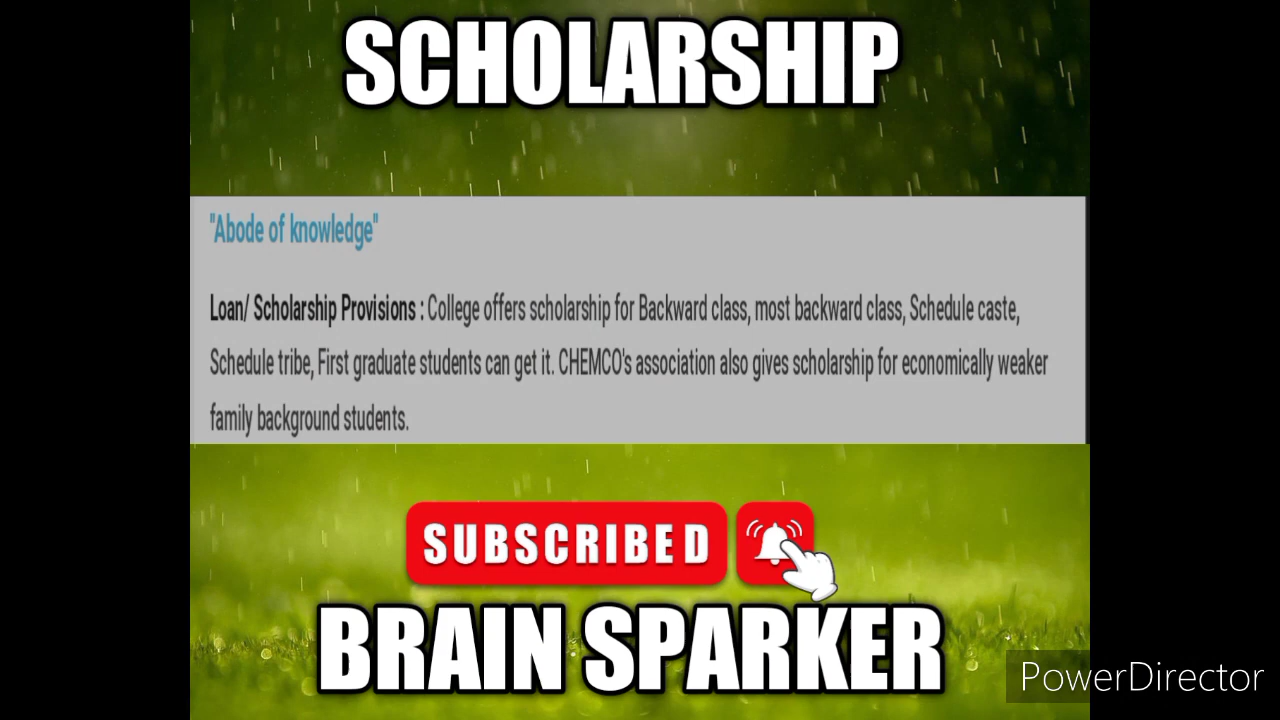 SCHOLARSHIP
"Abode of knowledge"
Loan/ Scholarship Provisions : College offers scholarship for Backward class, most backward class, Schedule caste,
Schedule tribe, First graduate students can get it. CHEMCO's association also gives scholarship for economically weaker
family background students.
SUBSCRIBED
BRAIN SPARKER
PowerDirector